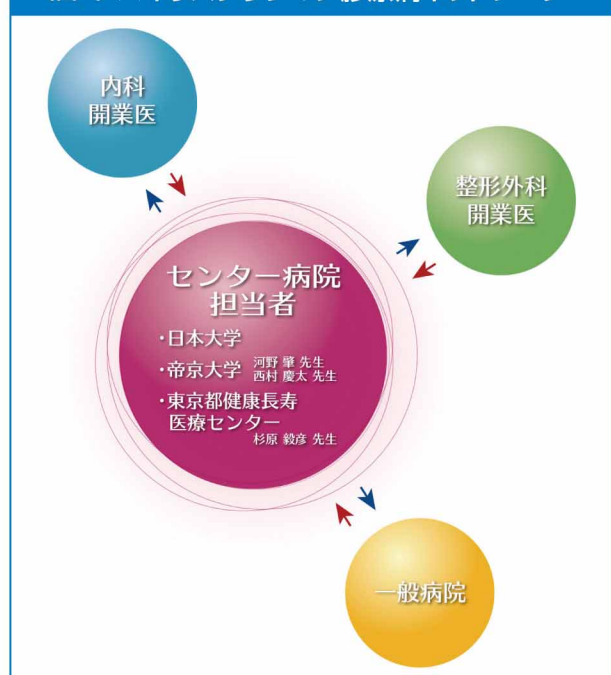 内科
開業医
整形外科
開業医
センター病院
担当者
・日本大学
・帝京大学 河野 肇 先生
西村 慶太 先生
・東京都健康長寿
医療センター
杉原 毅彦 先生
一般病院